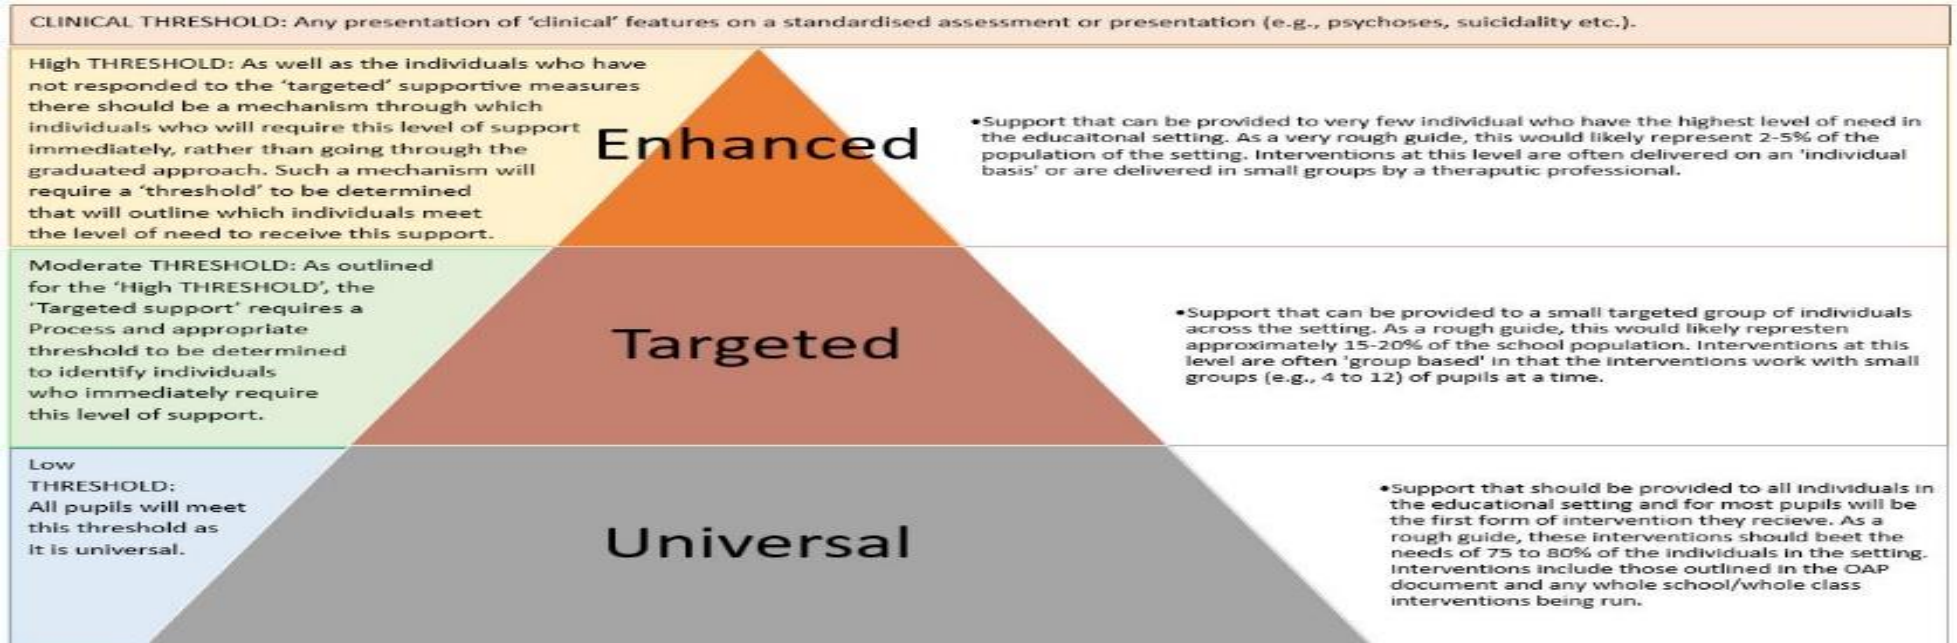 CLINICAL THRESHOLD: Any presentation of 'clinical' features on a standardised assessment or presentation (e.g., psychoses, suicidality etc.).
High THRESHOLD: As well as the individuals who have
not responded to the 'targeted' supportive measures
there should be a mechanism through which
individuals who will require this level of support
immediately, rather than going through the
graduated approach. Such a mechanism will
require a 'threshold' to be determined
that will outline which individuals meet
the level of need to receive this support.
Enhanced
•Support that can be provided to very few individual who have the highest level of need in
the educaitonal setting. As a very rough guide, this would likely represent 2-5% of the
population of the setting. Interventions at this level are often delivered on an 'individual
basis' or are delivered in small groups by a theraputic professional.
Moderate THRESHOLD: As outlined
for the 'High THRESHOLD', the
'Targeted support' requires a
Process and appropriate
threshold to be determined
to identify individuals
who immediately require
this level of support.
Targeted
•Support that can be provided to a small targeted group of individuals
across the setting. As a rough guide, this would likely represten
approximately 15-20% of the school population. Interventions at this
level are often 'group based' in that the interventions work with small
groups (e.g., 4 to 12) of pupils at a time.
Low
THRESHOLD:
All pupils will meet
this threshold as
it is universal.
Universal
•Support that should be provided to all individuals in
the educational setting and for most pupils will be
the first form of intervention they recieve. As a
rough guide, these interventions should beet the
needs of 75 to 80% of the individuals in the setting.
Interventions include those outlined in the OAP
document and any whole school/whole class
interventions being run.